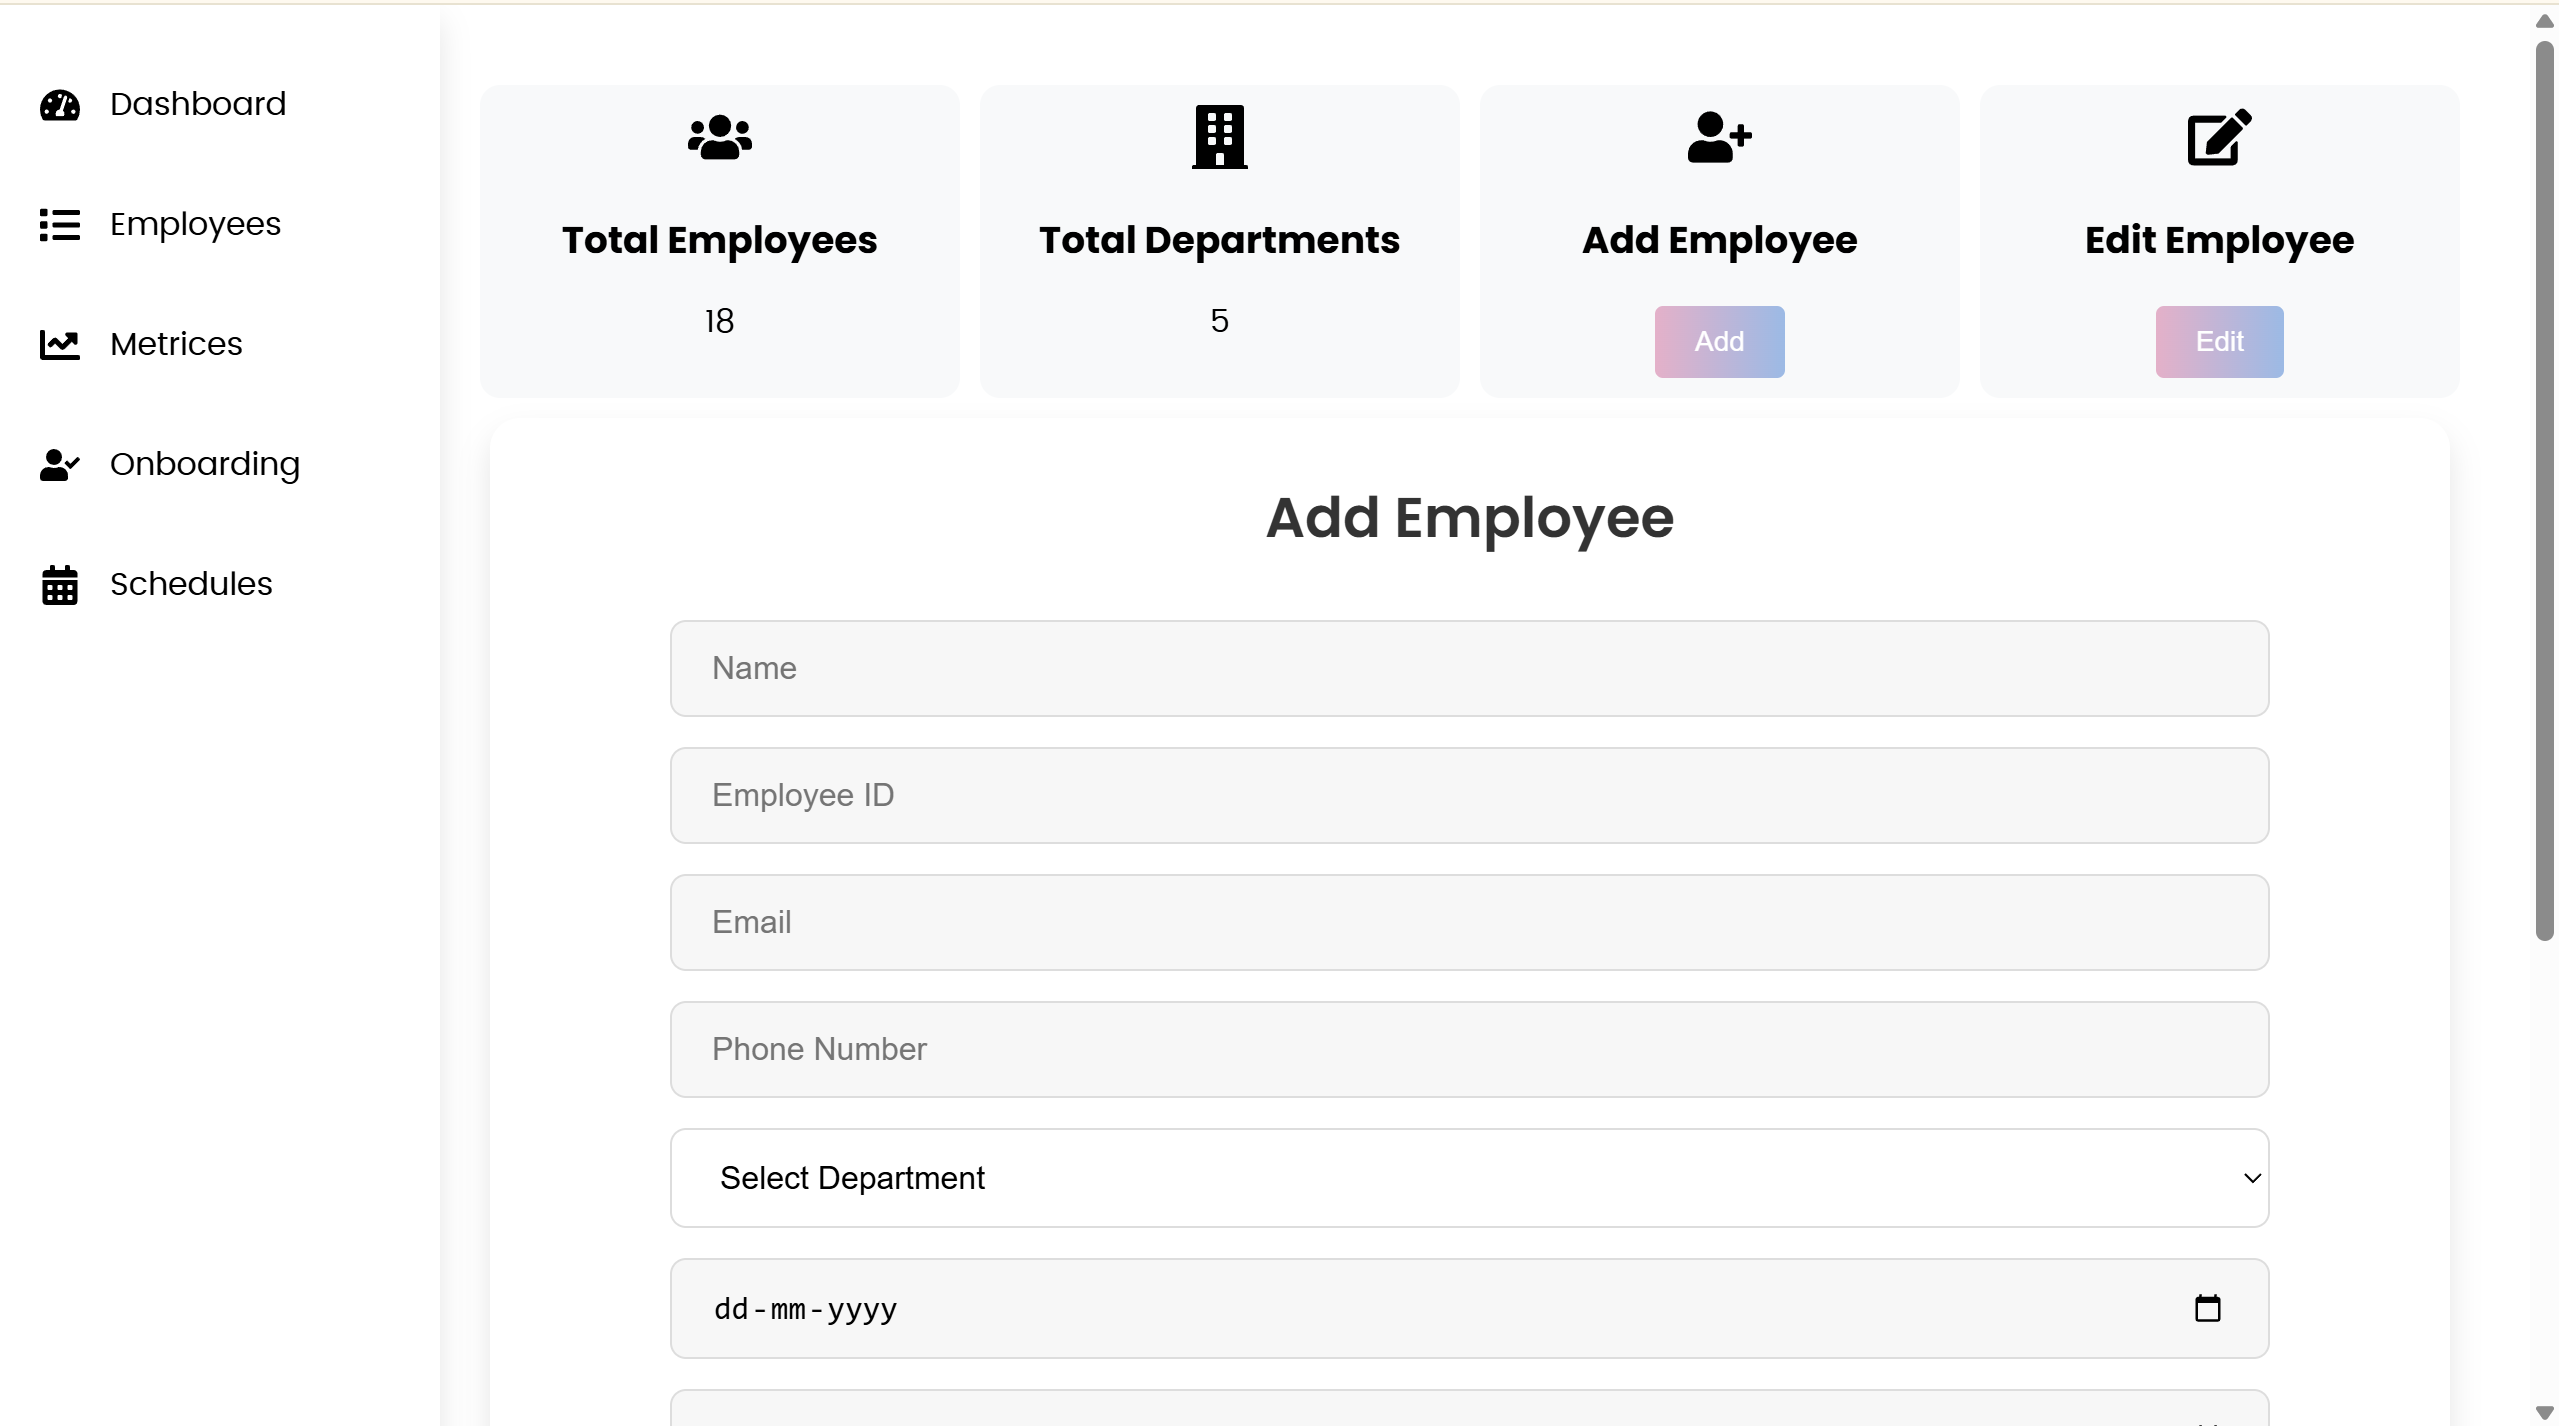 Dashboard
Employees
Metrices
Onboarding
Schedules
Total Employees
18
Total Departments
5
Add Employee
Add
Edit Employee
Edit
Add Employee
Name
Employee ID
Email
Phone Number
Select Department
dd-mm-yyyy